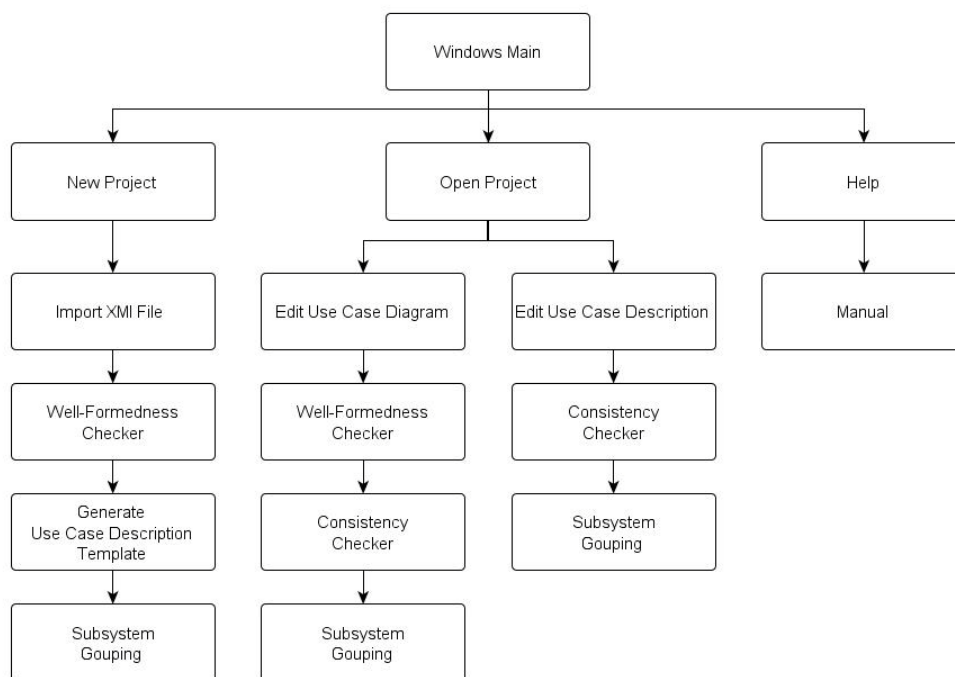 Windows Main
New Project
Open Project
Help
Import XMI File
Edit Use Case Diagram
Edit Use Case Description
Manual
Well-Formedness
Checker
Well-Formedness
Checker
Consistency
Checker
Generate
Use Case Description
Template
Consistency
Checker
Subsystem
Gouping
Subsystem
Gouping
Subsystem
Gouping